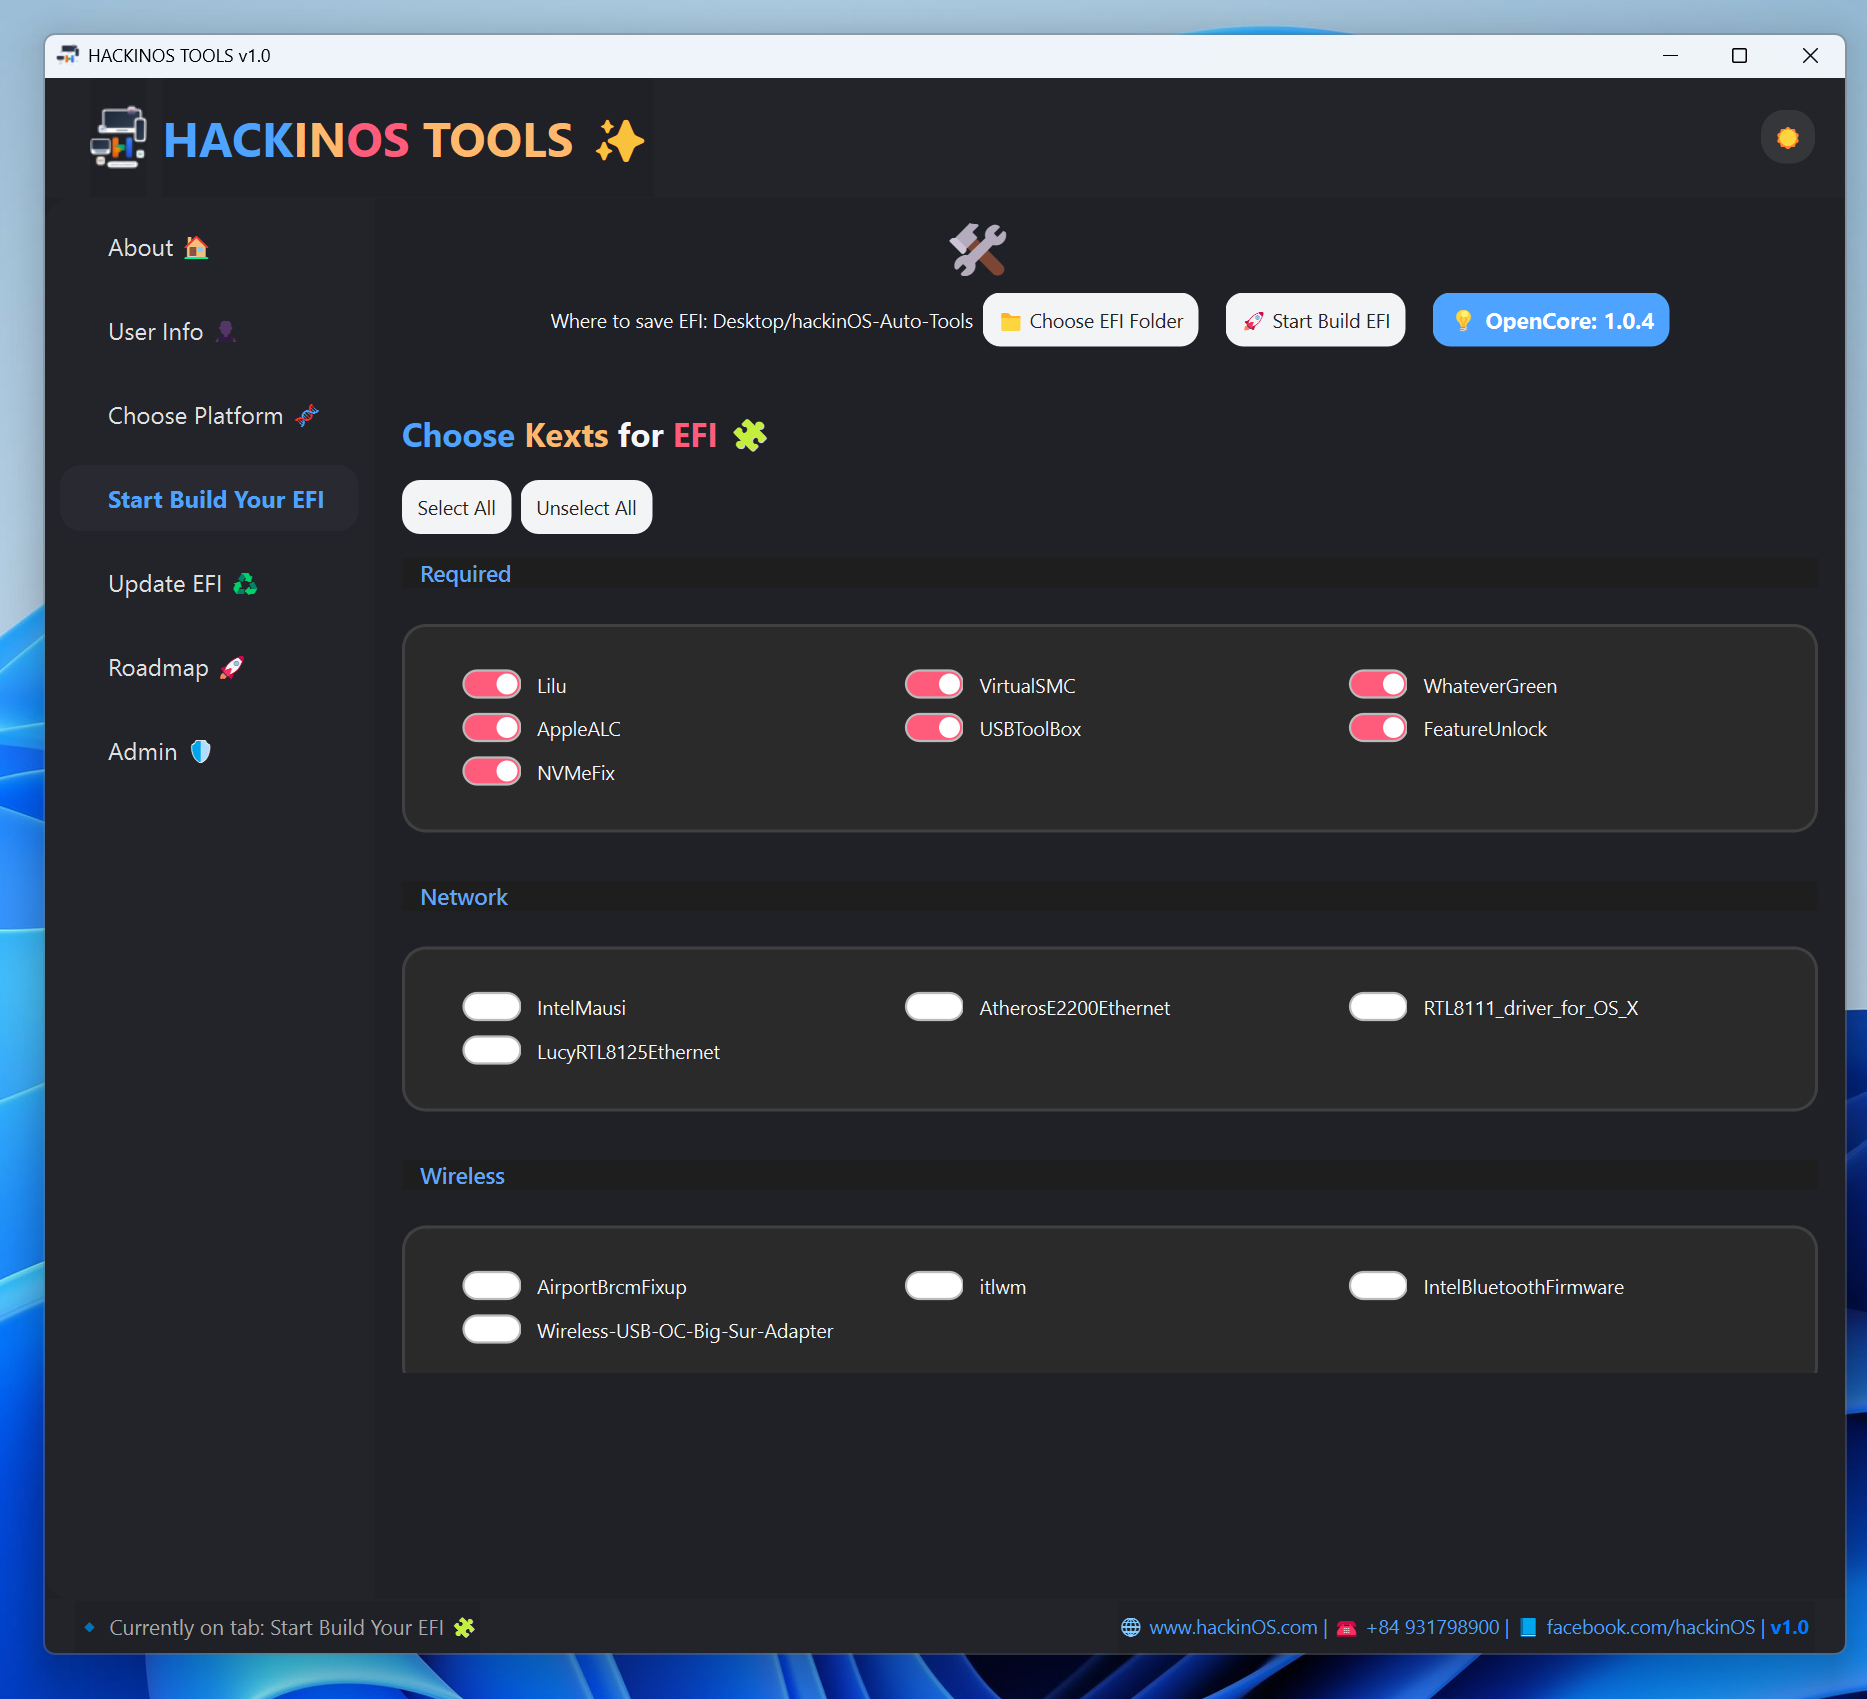 HACKINOS TOOLS v1.0
HACKINOS TOOLS
About
User Info
Choose Platform
Start Build Your EFI
Update EFI
Roadmap
Admin
Where to save EFI: Desktop/hackinOS-Auto-Tools
Choose EFI Folder
Start Build EFI
OpenCore: 1.0.4
Choose Kexts for EFI
Select All
Unselect All
Required
Lilu
VirtualSMC
WhateverGreen
AppleALC
USBToolBox
FeatureUnlock
NVMeFix
Network
IntelMausi
AtherosE2200Ethernet
RTL8111_driver_for_OS_X
LucyRTL8125Ethernet
Wireless
AirportBrcmFixup
itlwm
IntelBluetoothFirmware
Wireless-USB-OC-Big-Sur-Adapter
Currently on tab: Start Build Your EFI
www.hackinOS.com | +84 931798900 | facebook.com/hackinOS | v1.0